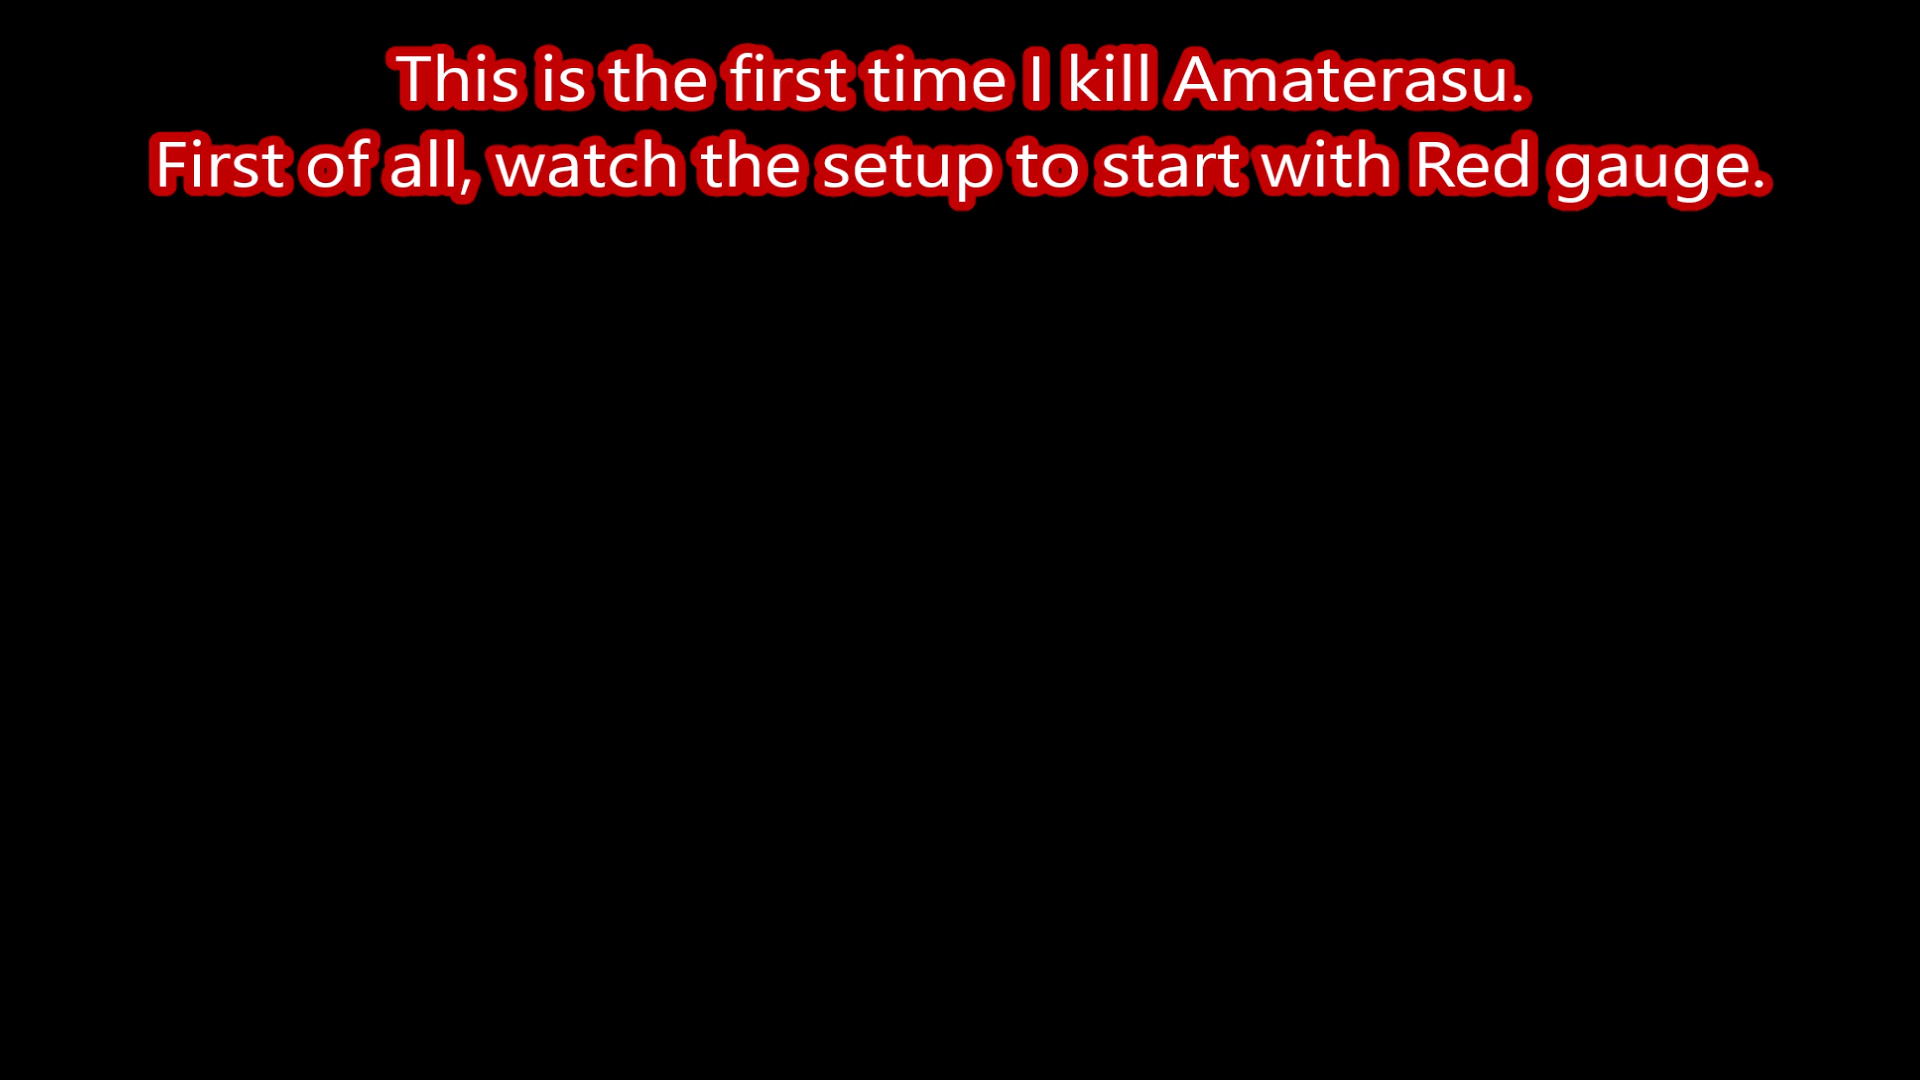 This is the first time I kill Amaterasu.
First of all, watch the setup to start with Red gauge.